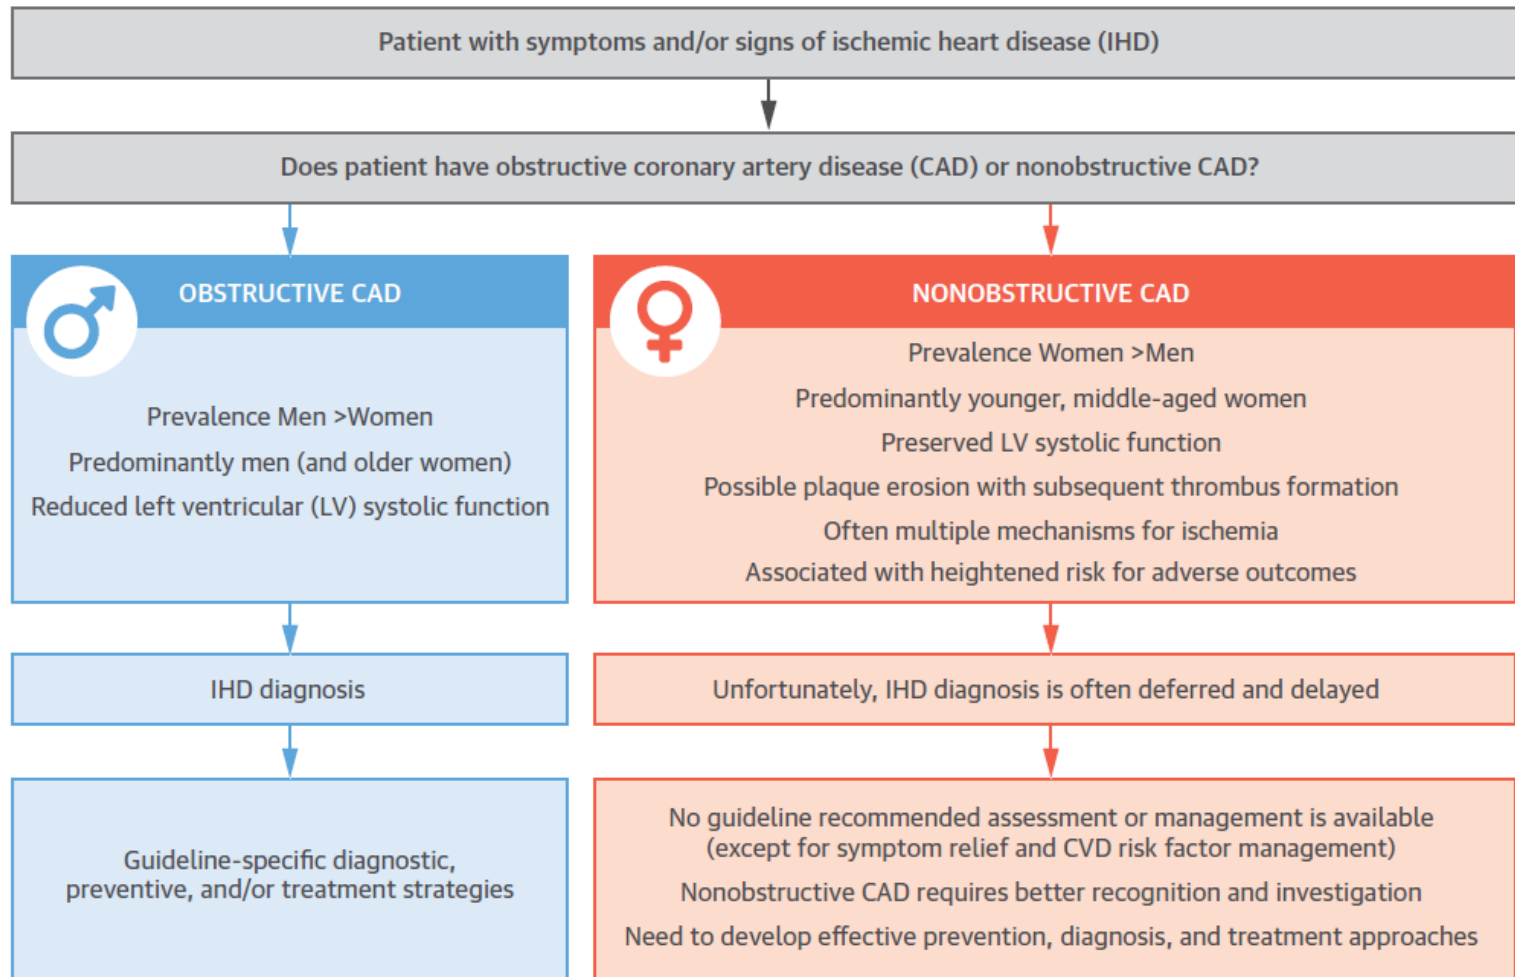 Patient with symptoms and/or signs of ischemic heart disease (IHD)
Does patient have obstructive coronary artery disease (CAD) or nonobstructive CAD?
OBSTRUCTIVE CAD
Prevalence Men >Women
Predominantly men (and older women)
Reduced left ventricular (LV) systolic function
IHD diagnosis
Guideline-specific diagnostic,
preventive, and/or treatment strategies
NONOBSTRUCTIVE CAD
Prevalence Women >Men
Predominantly younger, middle-aged women
Preserved LV systolic function
Possible plaque erosion with subsequent thrombus formation
Often multiple mechanisms for ischemia
Associated with heightened risk for adverse outcomes
Unfortunately, IHD diagnosis is often deferred and delayed
No guideline recommended assessment or management is available
(except for symptom relief and CVD risk factor management)
Nonobstructive CAD requires better recognition and investigation
Need to develop effective prevention, diagnosis, and treatment approaches